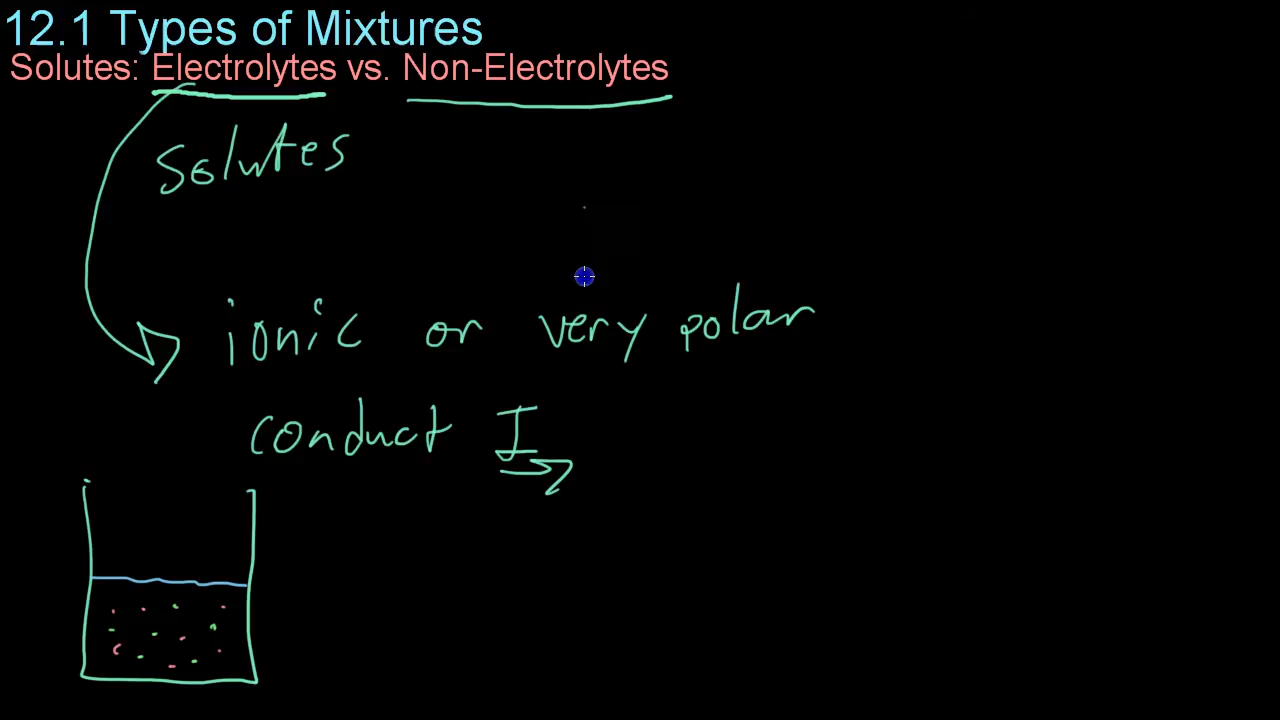 12.1 Types of Mixtures
Solutes: Electrolytes vs. Non-Electrolytes
Solutes
ionic or very polar
conduct I